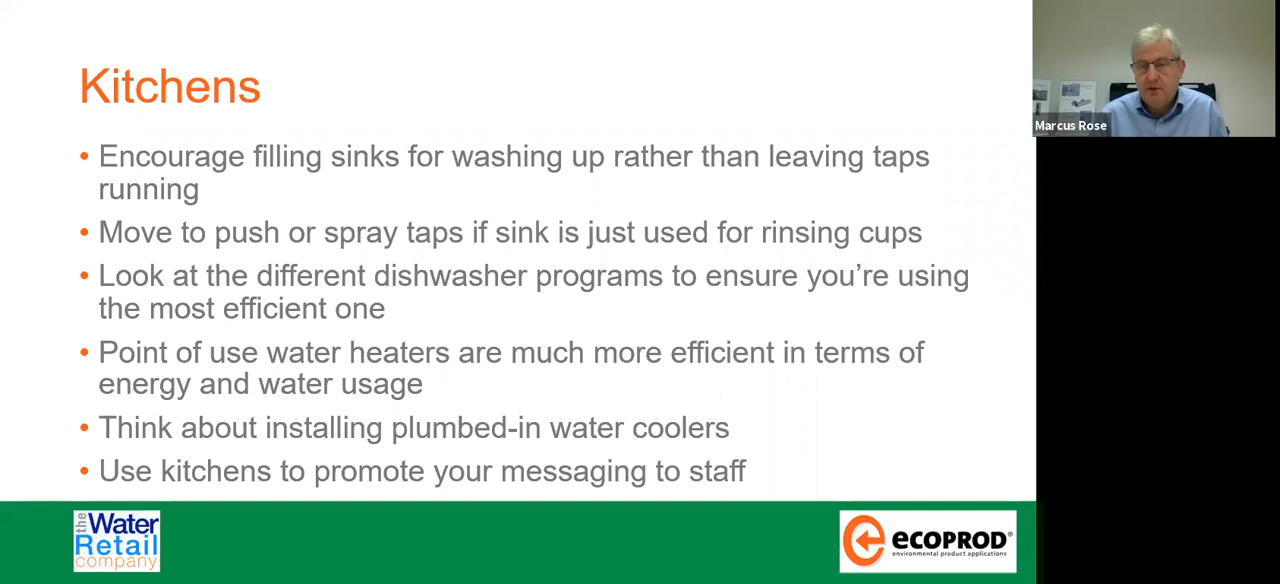 Kitchens
• Encourage filling sinks for washing up rather than leaving taps
running
• Move to push or spray taps if sink is just used for rinsing cups
• Look at the different dishwasher programs to ensure you’re using
the most efficient one
• Point of use water heaters are much more efficient in terms of
energy and water usage
• Think about installing plumbed-in water coolers
• Use kitchens to promote your messaging to staff
Marcus Rose
the Water
Retail
company
ECOPROD®
environmental product applications